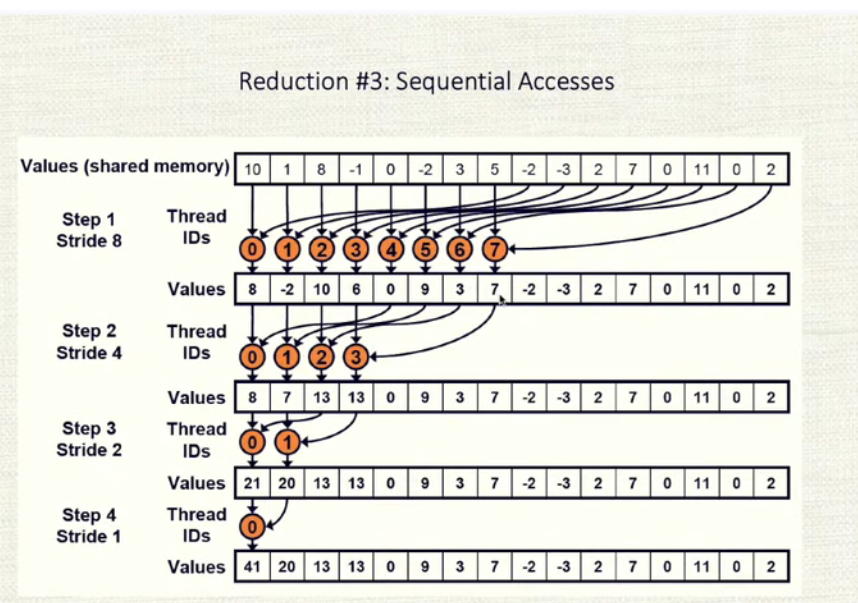 Reduction #3: Sequential Accesses
Values (shared memory) 10 1 8 -1 0 -2 3 5 -2 -3 2 7 0 11 0 2
Step 1 Thread
Stride 8 IDs
0 1 2 3 4 5 6 7
Values 8 -2 10 6 0 9 3 7 -2 -3 2 7 0 11 0 2
Step 2 Thread
Stride 4 IDs 0 1 2 3
Values 8 7 13 13 0 9 3 7 -2 -3 2 7 0 11 0 2
Step 3 Thread
Stride 2 IDs 0 1
Values 21 20 13 13 0 9 3 7 -2 -3 2 7 0 11 0 2
Step 4 Thread
Stride 1 IDs 0
Values 41 20 13 13 0 9 3 7 -2 -3 2 7 0 11 0 2